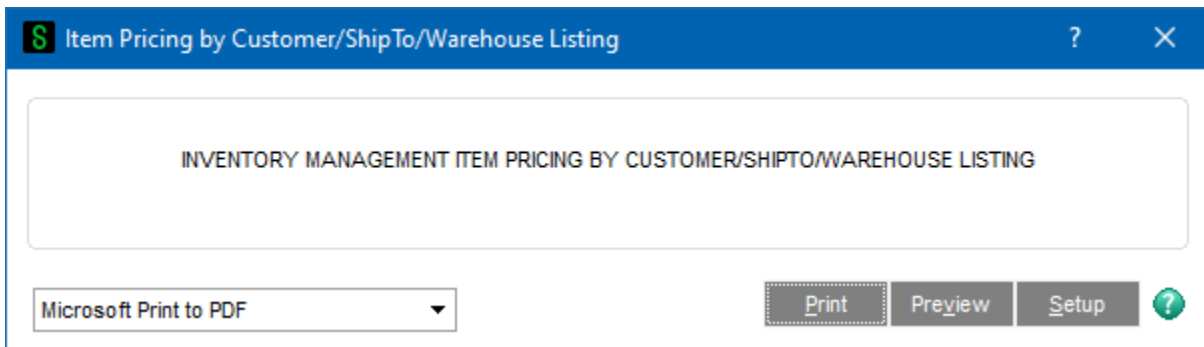 S Item Pricing by Customer/ShipTo/Warehouse Listing ? ×
INVENTORY MANAGEMENT ITEM PRICING BY CUSTOMER/SHIPTO/WAREHOUSE LISTING
Microsoft Print to PDF Print Preview Setup ?